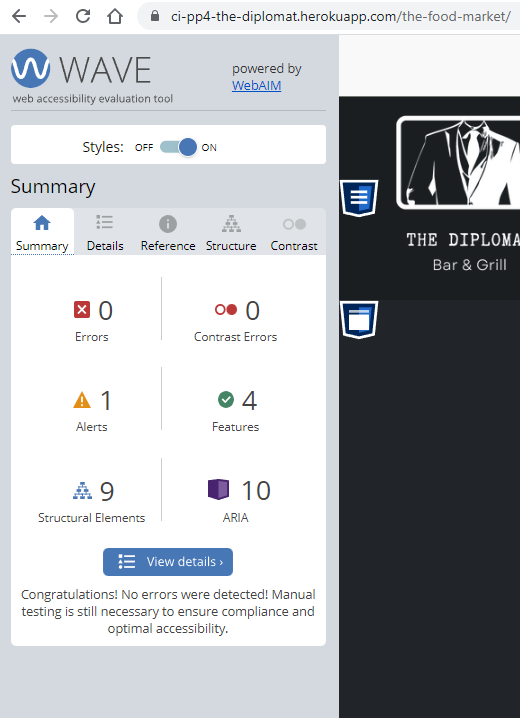 ci-pp4-the-diplomat.herokuapp.com/the-food-market/
WAVE
web accessibility evaluation tool
powered by
WebAIM
Styles: OFF ON
Summary
Summary Details Reference Structure Contrast
0
Errors
0
Contrast Errors
1
Alerts
4
Features
9
Structural Elements
10
ARIA
View details ›
Congratulations! No errors were detected! Manual
testing is still necessary to ensure compliance and
optimal accessibility.
THE DIPLOMA
Bar & Grill